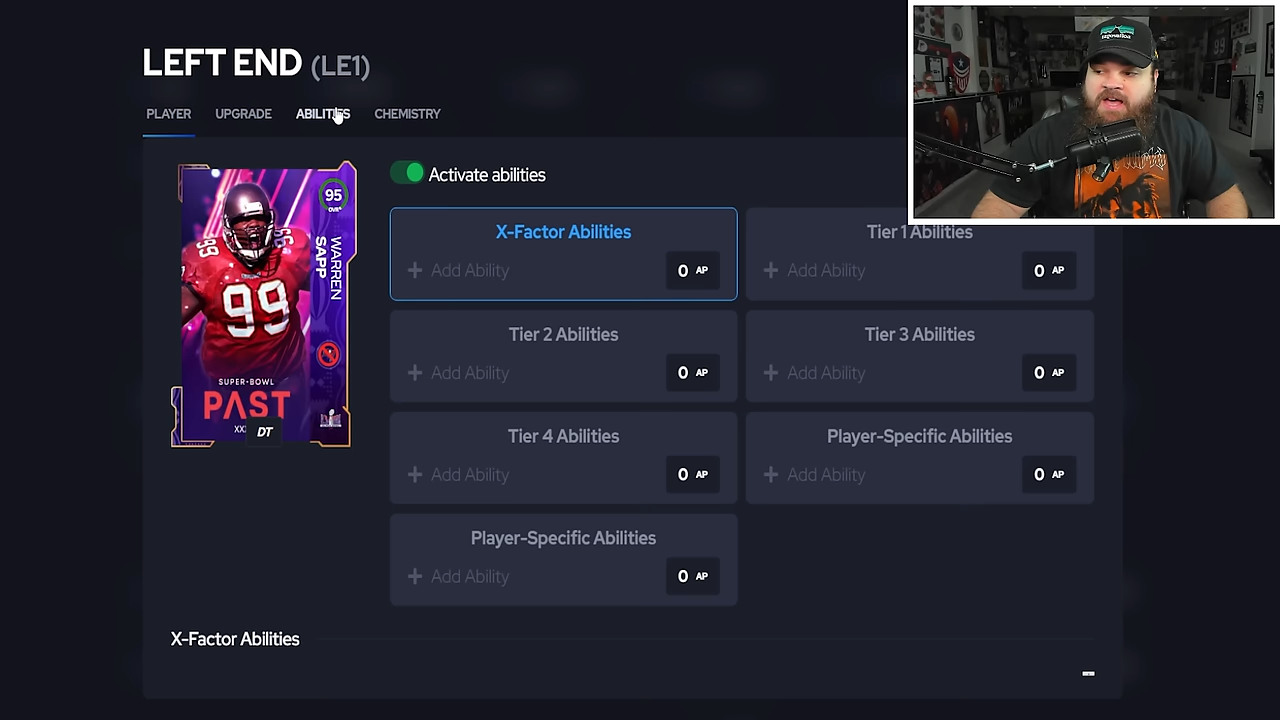 LEFT END (LE1)
PLAYER UPGRADE ABILITIES CHEMISTRY
95
OVR
WARREN
SAPP
99
99
99
SUPER-BOWL
PAST
DT
Activate abilities
X-Factor Abilities
Add Ability 0 AP
Tier 1 Abilities
Add Ability 0 AP
Tier 2 Abilities
Add Ability 0 AP
Tier 3 Abilities
Add Ability 0 AP
Tier 4 Abilities
Add Ability 0 AP
Player-Specific Abilities
Add Ability 0 AP
Player-Specific Abilities
Add Ability 0 AP
X-Factor Abilities